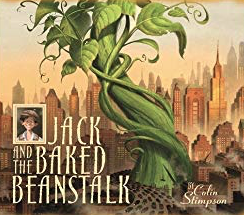 JACK
AND THE BAKED
BEANSTALK
BY Colin
Stimpson